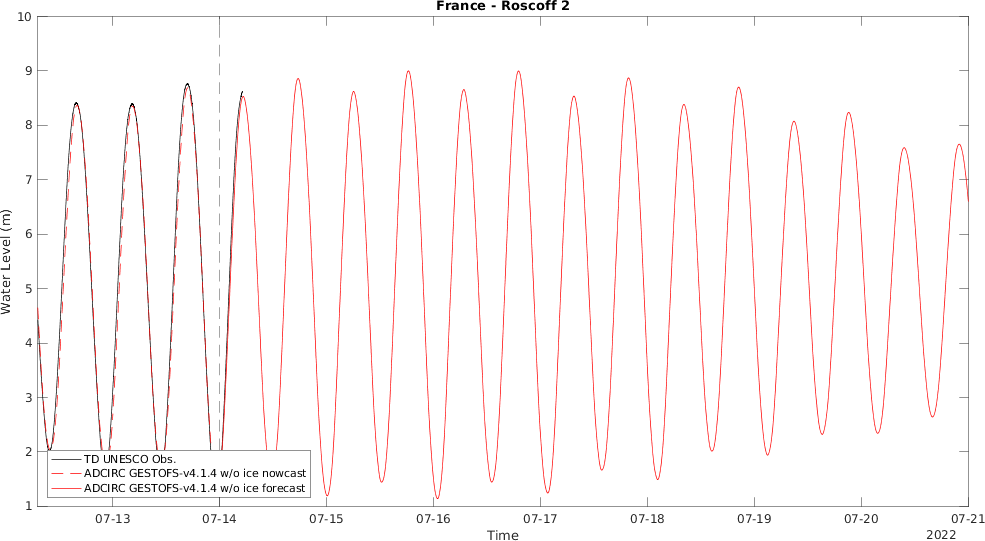 France - Roscoff 2
10
9
8
7
6
5
4
3
2
1
Water Level (m)
TD UNESCO Obs.
ADCIRC GESTOFS-v4.1.4 w/o ice nowcast
ADCIRC GESTOFS-v4.1.4 w/o ice forecast
07-13 07-14 07-15 07-16 07-17 07-18 07-19 07-20 07-21
Time
2022